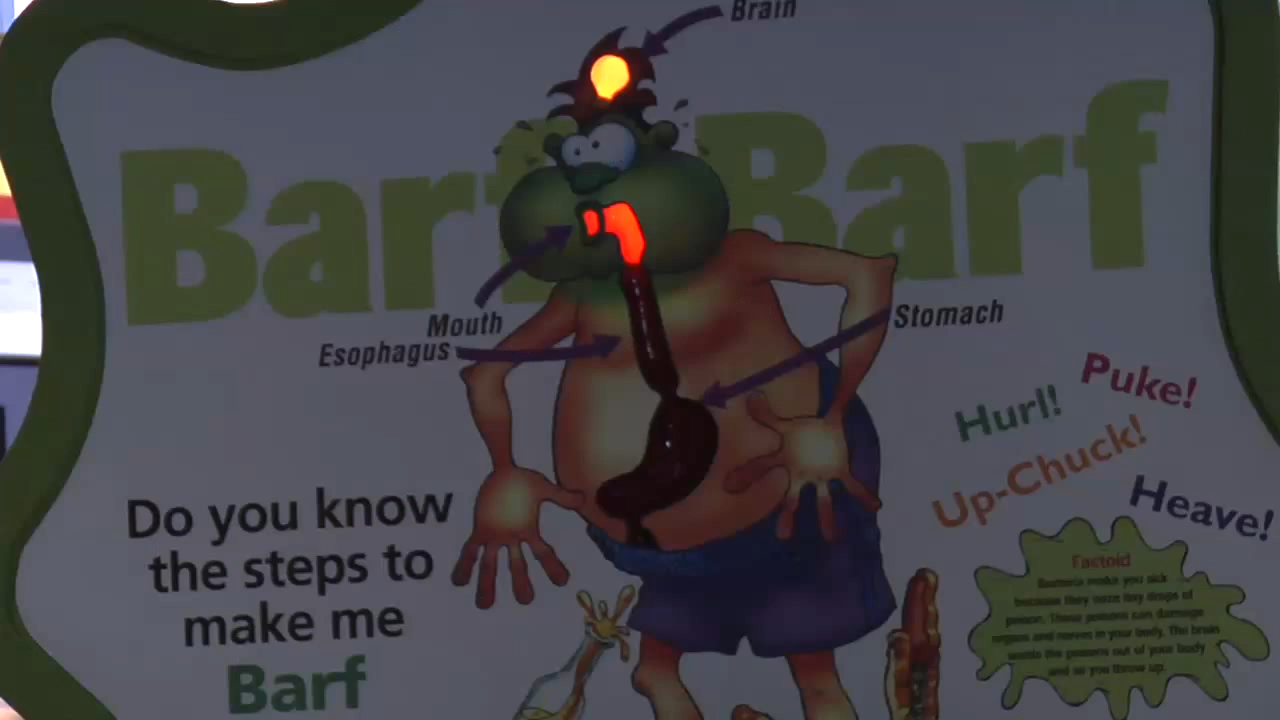 Brain
Barf Barf
Mouth
Esophagus
Stomach
Puke!
Hurl!
Up-Chuck!
Heave!
Do you know
the steps to
make me
Barf
Factoid
Bacteria make you sick
because they ooze tiny drops of
poison. These poisons can damage
organs and nerves in your body. The brain
wants the poisons out of your body
and so you throw up.